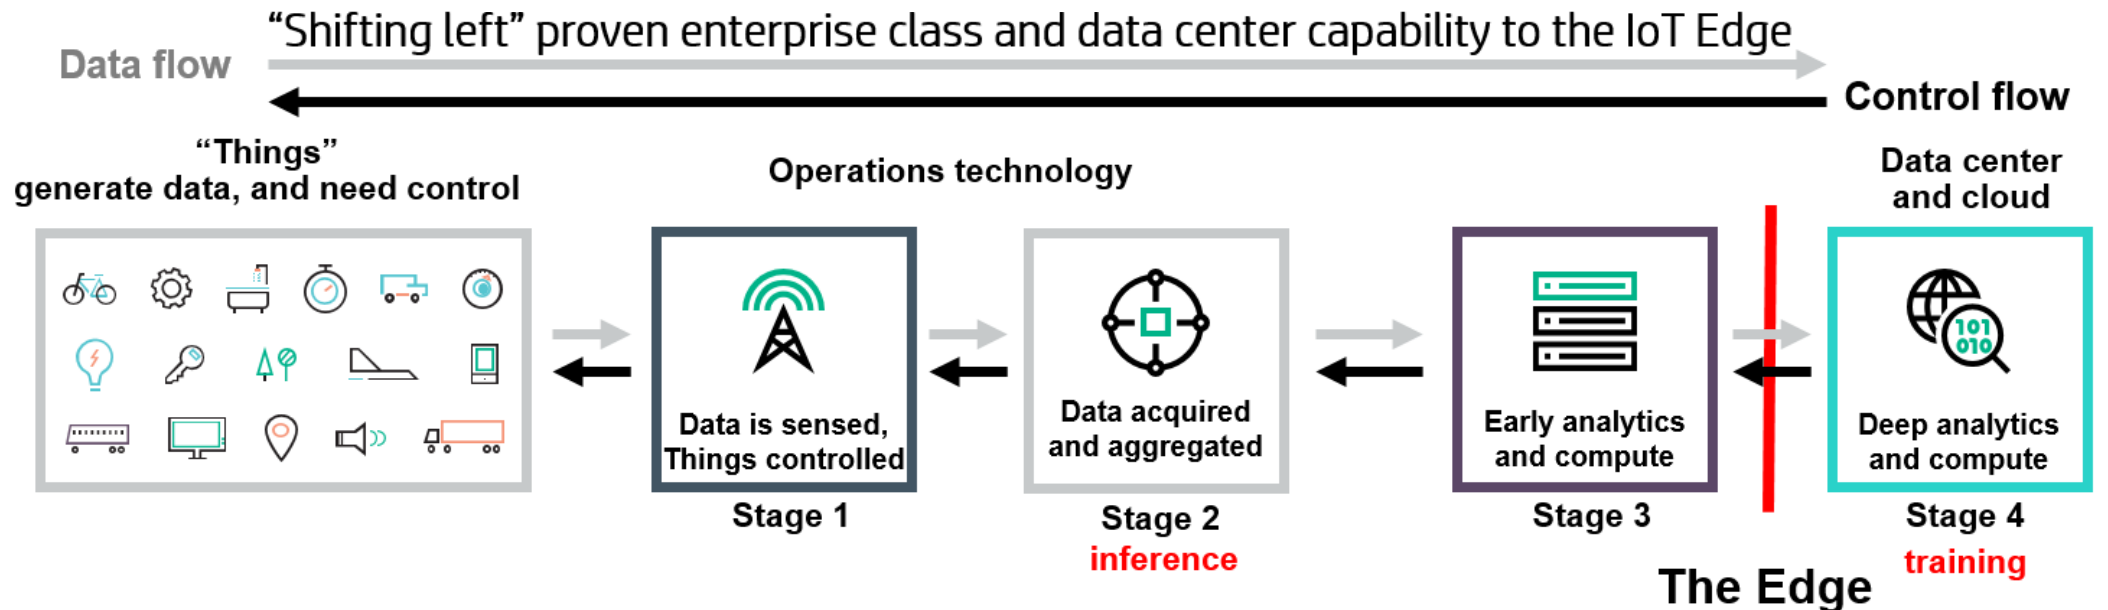 “Shifting left” proven enterprise class and data center capability to the IoT Edge
Data flow
Control flow
“Things”
generate data, and need control
Operations technology
Data center
and cloud
Data is sensed,
Things controlled
Stage 1
Data acquired
and aggregated
Stage 2
inference
Early analytics
and compute
Stage 3
101
010
Deep analytics
and compute
Stage 4
training
The Edge